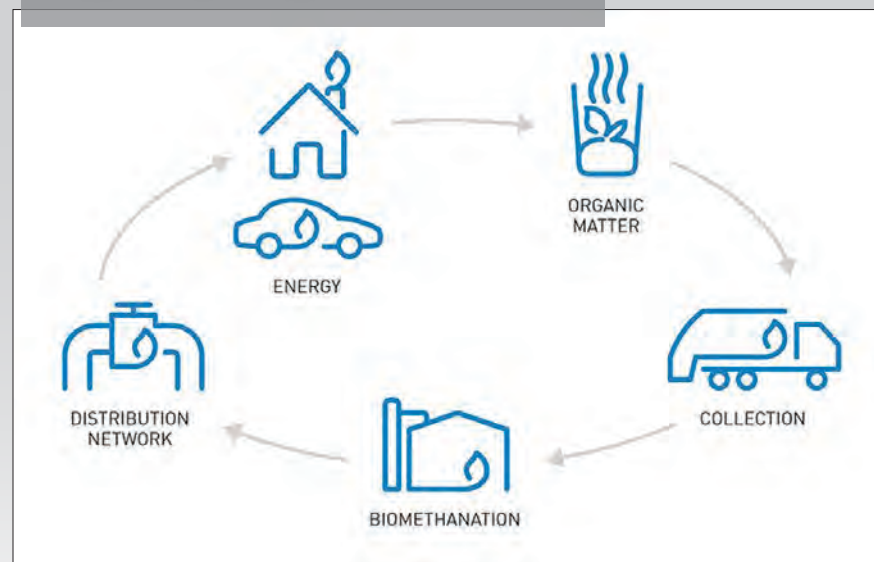 ENERGY
ORGANIC
MATTER
COLLECTION
BIOMETHANATION
DISTRIBUTION
NETWORK